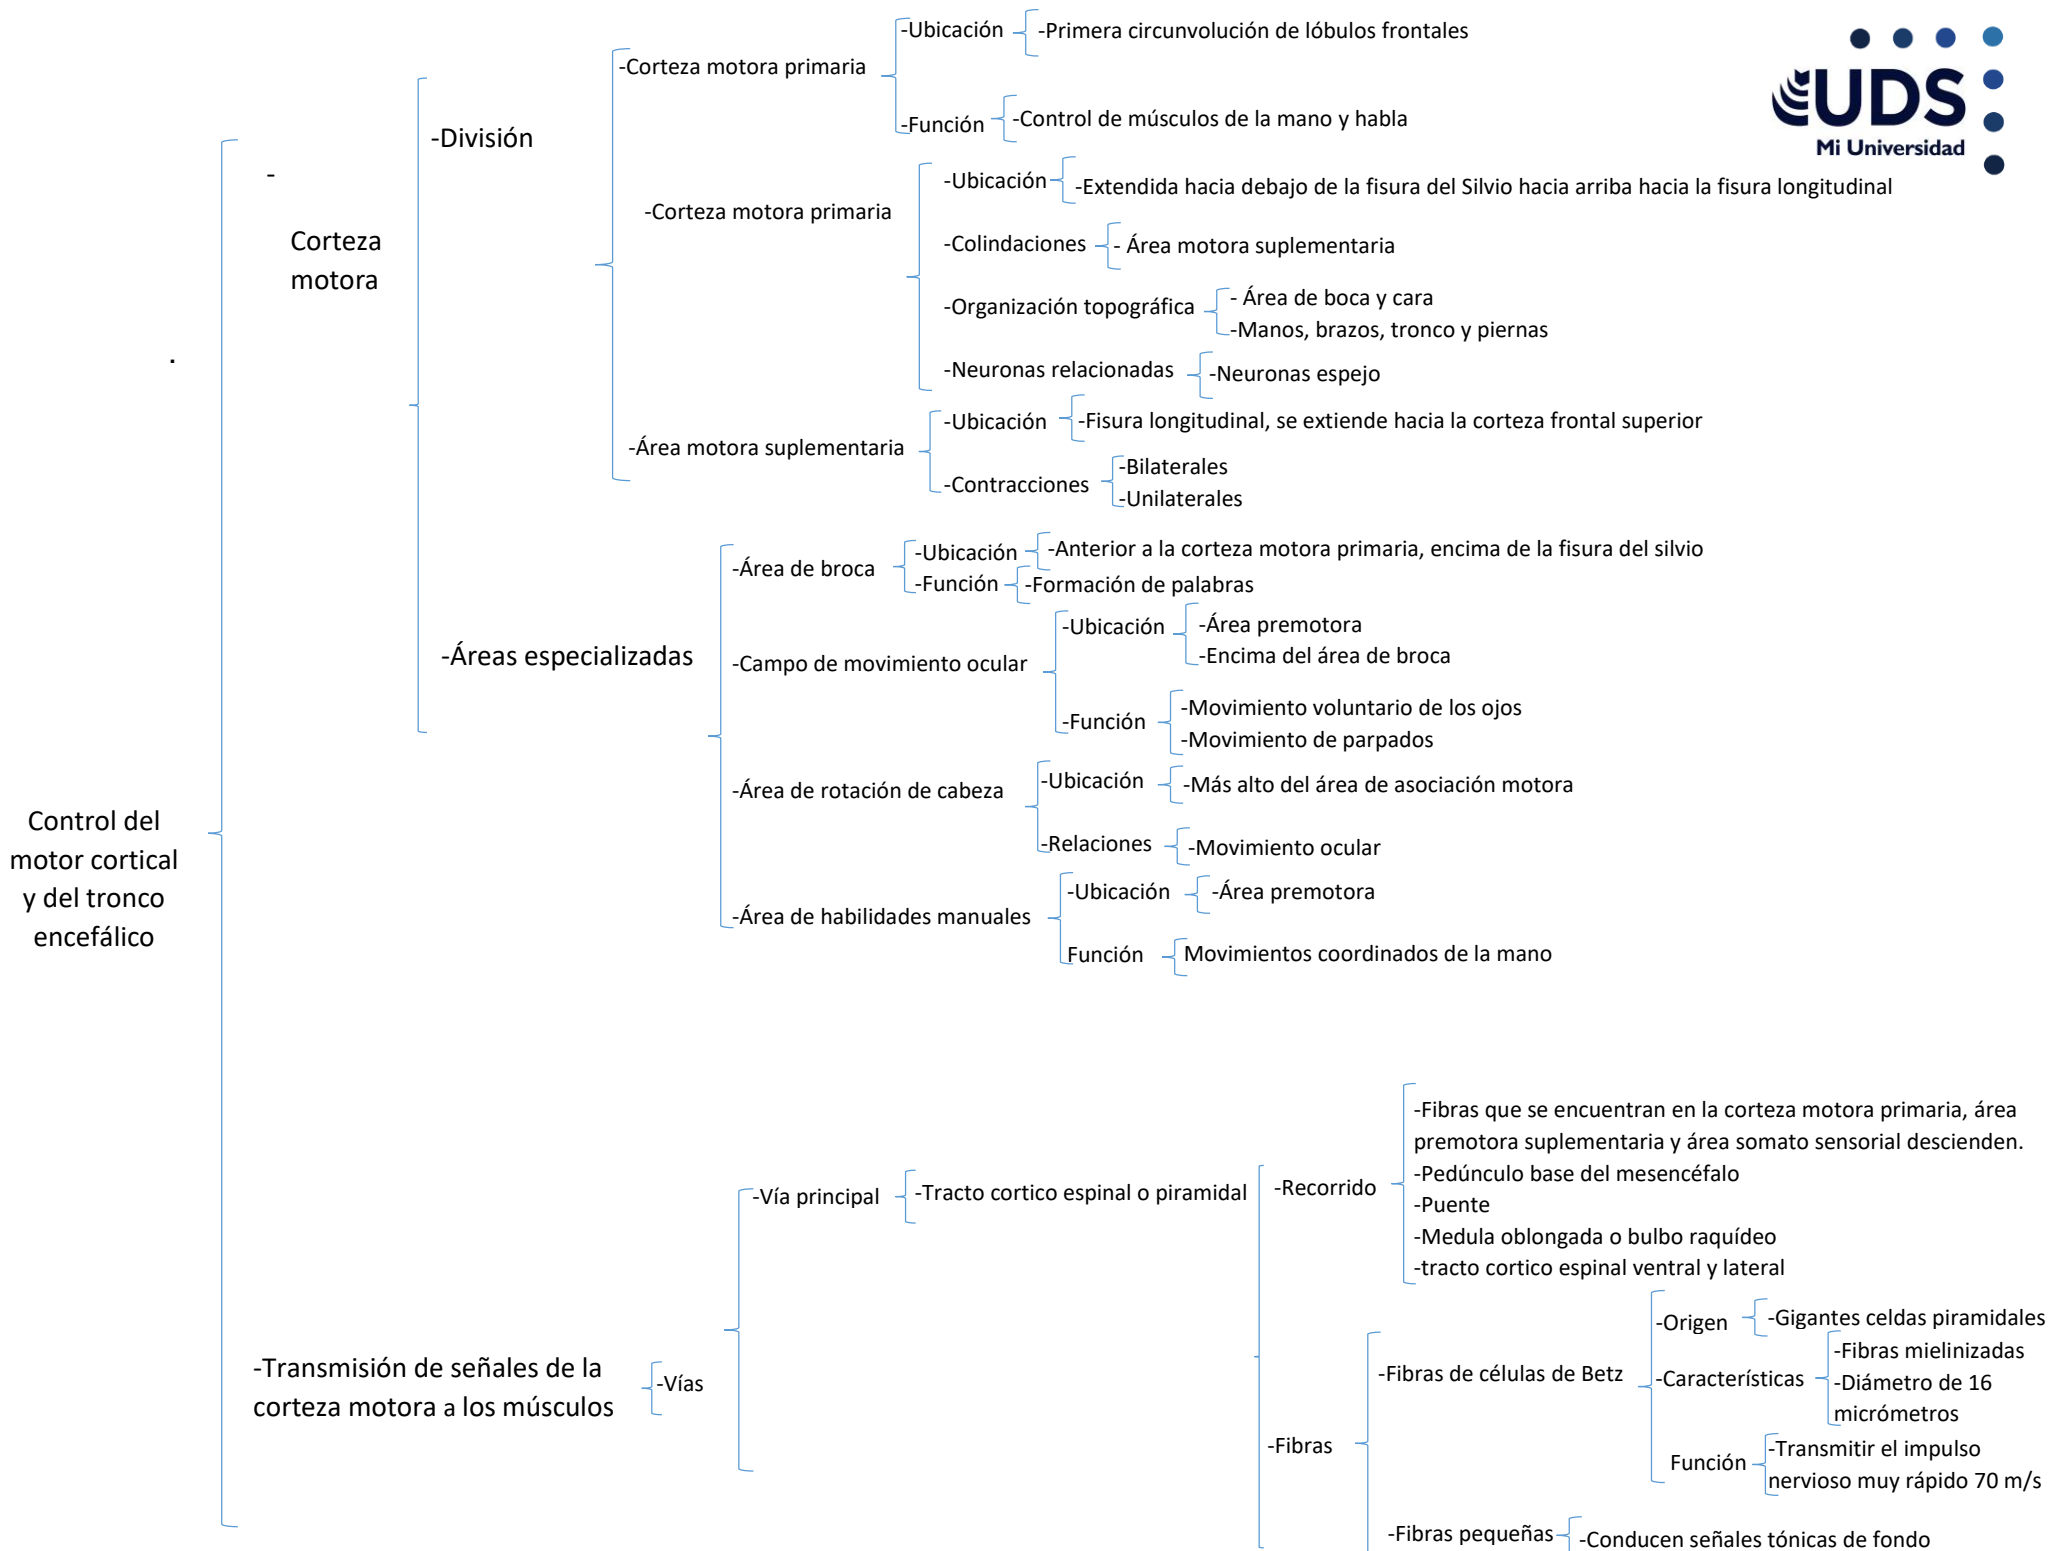 -Ubicación
-Primera circunvolución de lóbulos frontales
-Corteza motora primaria
-Función
-Control de músculos de la mano y habla
UDS
Mi Universidad
-División
-
Corteza
motora
.
-Corteza motora primaria
-Ubicación
-Extendida hacia debajo de la fisura del Silvio hacia arriba hacia la fisura longitudinal
-Colindaciones
- Área motora suplementaria
-Organización topográfica
- Área de boca y cara
-Manos, brazos, tronco y piernas
-Neuronas relacionadas
-Neuronas espejo
-Área motora suplementaria
-Ubicación
-Fisura longitudinal, se extiende hacia la corteza frontal superior
-Contracciones
-Bilaterales
-Unilaterales
-Áreas especializadas
-Área de broca
-Ubicación
-Anterior a la corteza motora primaria, encima de la fisura del silvio
-Función
-Formación de palabras
-Campo de movimiento ocular
-Ubicación
-Área premotora
-Encima del área de broca
-Función
-Movimiento voluntario de los ojos
-Movimiento de parpados
-Área de rotación de cabeza
-Ubicación
-Más alto del área de asociación motora
-Relaciones
-Movimiento ocular
-Área de habilidades manuales
-Ubicación
-Área premotora
Función
Movimientos coordinados de la mano
Control del
motor cortical
y del tronco
encefálico
-Transmisión de señales de la
corteza motora a los músculos
-Vías
-Vía principal
-Tracto cortico espinal o piramidal
-Recorrido
-Fibras que se encuentran en la corteza motora primaria, área
premotora suplementaria y área somato sensorial descienden.
-Pedúnculo base del mesencéfalo
-Puente
-Medula oblongada o bulbo raquídeo
-tracto cortico espinal ventral y lateral
-Fibras
-Fibras de células de Betz
-Origen
-Gigantes celdas piramidales
-Características
-Fibras mielinizadas
-Diámetro de 16
micrómetros
Función
-Transmitir el impulso
nervioso muy rápido 70 m/s
-Fibras pequeñas
-Conducen señales tónicas de fondo